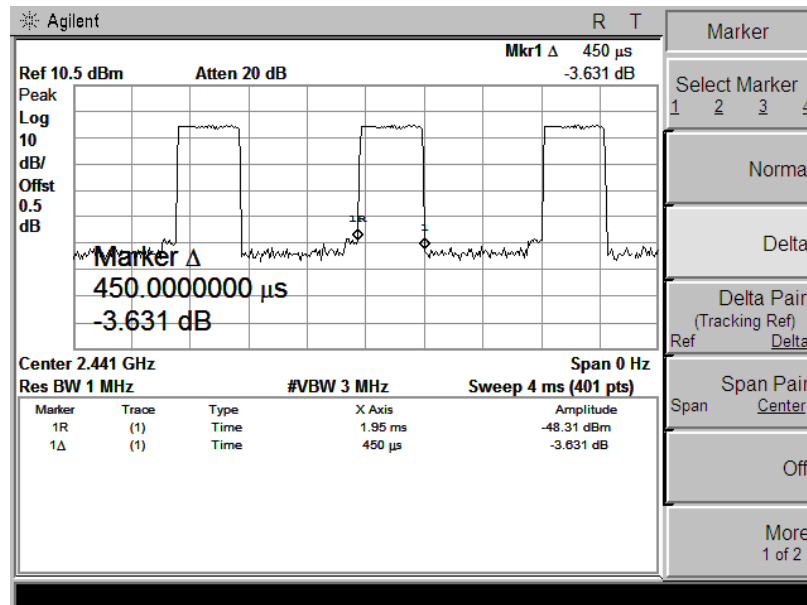 Agilent R T
Mkr1 Δ 450 μs
Ref 10.5 dBm Atten 20 dB -3.631 dB
Peak
Log
10
dB/
Offst
0.5
dB
1R
1
Marker Δ
450.0000000 μs
-3.631 dB
Center 2.441 GHz Span 0 Hz
Res BW 1 MHz #VBW 3 MHz Sweep 4 ms (401 pts)
Marker Trace Type X Axis Amplitude
1R (1) Time 1.95 ms -48.31 dBm
1Δ (1) Time 450 μs -3.631 dB
Marker
Select Marker
1 2 3 4
Norma
Delta
Delta Pair
(Tracking Ref)
Ref Delta
Span Pair
Span Center
Off
More
1 of 2